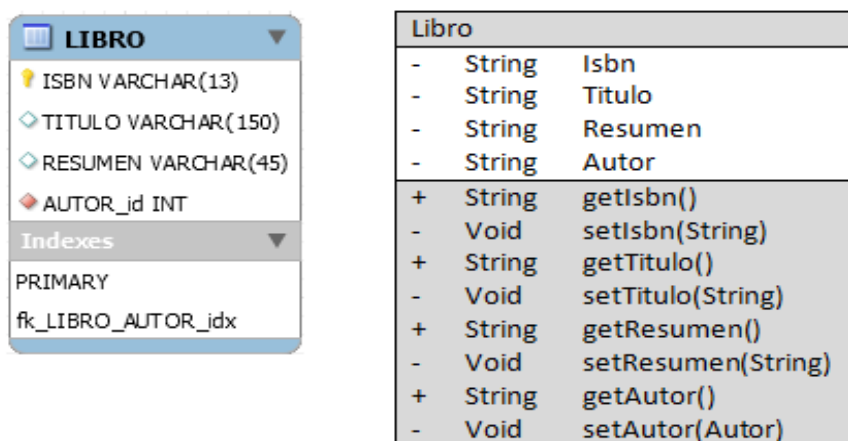 LIBRO
ISBN VARCHAR(13)
TITULO VARCHAR(150)
RESUMEN VARCHAR(45)
AUTOR_id INT
Indexes
PRIMARY
fk_LIBRO_AUTOR_idx
Libro
- String Isbn
- String Titulo
- String Resumen
- String Autor
+ String getIsbn()
- Void setIsbn(String)
+ String getTitulo()
- Void setTitulo(String)
+ String getResumen()
- Void setResumen(String)
+ String getAutor()
- Void setAutor(Autor)